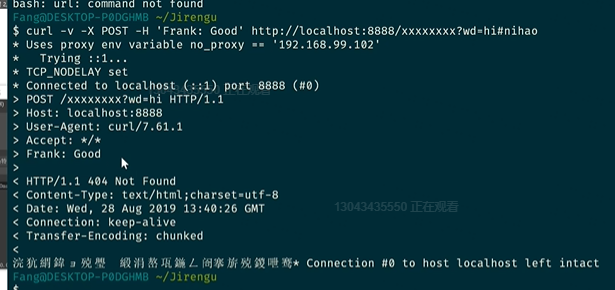 bash: url: command not found
Fang@DESKTOP-P0DGHMB ~/Jirengu
$ curl -v -X POST -H 'Frank: Good' http://localhost:8888/xxxxxxxx?wd=hi#nihao
* Uses proxy env variable no_proxy == '192.168.99.102'
*   Trying ::1...
* TCP_NODELAY set
* Connected to localhost (::1) port 8888 (#0)
> POST /xxxxxxxx?wd=hi HTTP/1.1
> Host: localhost:8888
> User-Agent: curl/7.61.1
> Accept: */*
> Frank: Good
>
< HTTP/1.1 404 Not Found
< Content-Type: text/html;charset=utf-8
< Date: Wed, 28 Aug 2019 13:40:26 GMT
13043435550 正在观看
< Connection: keep-alive
< Transfer-Encoding: chunked
<
* Connection #0 to host localhost left intact
Fang@DESKTOP-P0DGHMB ~/Jirengu
$